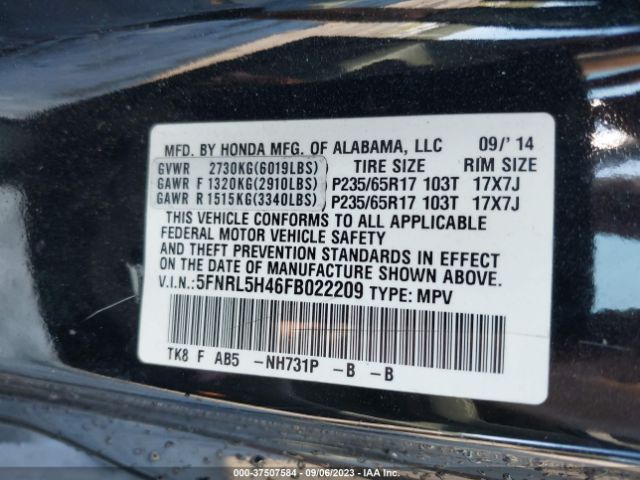 MFD. BY HONDA MFG. OF ALABAMA, LLC 09/' 14
GVWR 2730KG(6019LBS) TIRE SIZE RIM SIZE
GAWR F 1320KG(2910LBS) P235/65R17 103T 17X7J
GAWR R 1515KG(3340LBS) P235/65R17 103T 17X7J
THIS VEHICLE CONFORMS TO ALL APPLICABLE
FEDERAL MOTOR VEHICLE SAFETY
AND THEFT PREVENTION STANDARDS IN EFFECT
ON THE DATE OF MANUFACTURE SHOWN ABOVE.
V.I.N.:5FNRL5H46FB022209 TYPE: MPV
TK8 F AB5 -NH731P -B -B
000-37507584 - 09/06/2023 - IAA Inc.